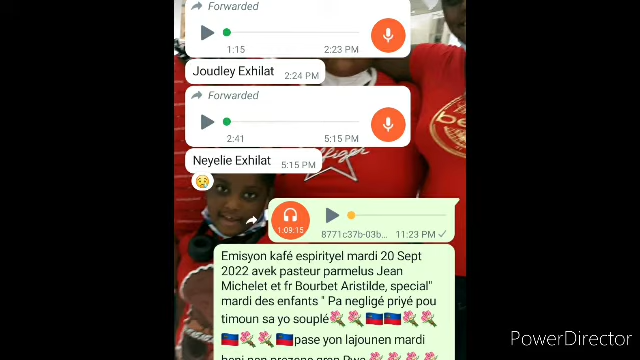 Forwarded
1:15 2:23 PM
Joudley Exhilat 2:24 PM
Forwarded
2:41 5:15 PM
Neyelie Exhilat 5:15 PM
1:09:15 8771c37b-03b... 11:23 PM
Emisyon kafé espirityel mardi 20 Sept
2022 avek pasteur parmelus Jean
Michelet et fr Bourbet Aristilde, special"
mardi des enfants " Pa negligé priyé pou
timoun sa yo souplé💐💐🇭🇹🇭🇹💐💐
🇭🇹💐💐🇭🇹pase yon lajounen mardi
PowerDirector